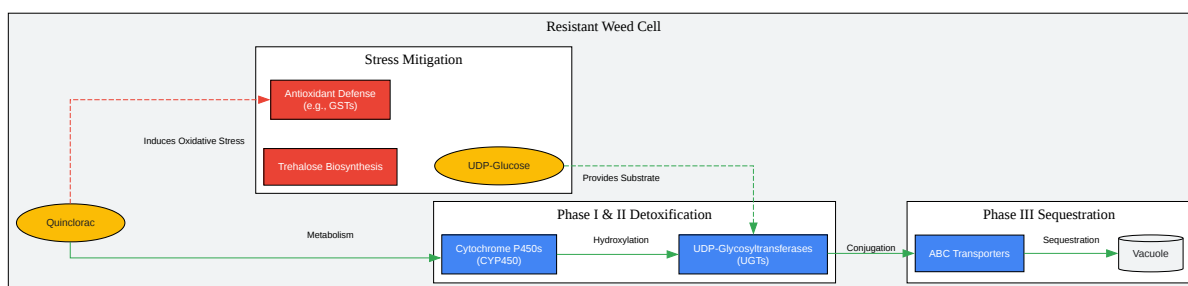 Resistant Weed Cell
Stress Mitigation
Antioxidant Defense
(e.g., GSTs)
Induces Oxidative Stress
Trehalose Biosynthesis
UDP-Glucose
Provides Substrate
Quinclorac
Metabolism
Phase I & II Detoxification
Cytochrome P450s
(CYP450)
Hydroxylation
UDP-Glycosyltransferases
(UGTs)
Conjugation
Phase III Sequestration
ABC Transporters
Sequestration
Vacuole